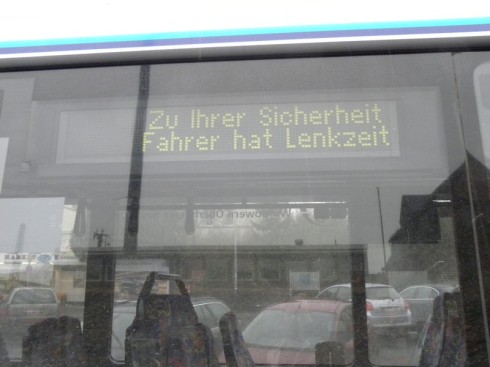 Zu Ihrer Sicherheit
Fahrer hat Lenkzeit